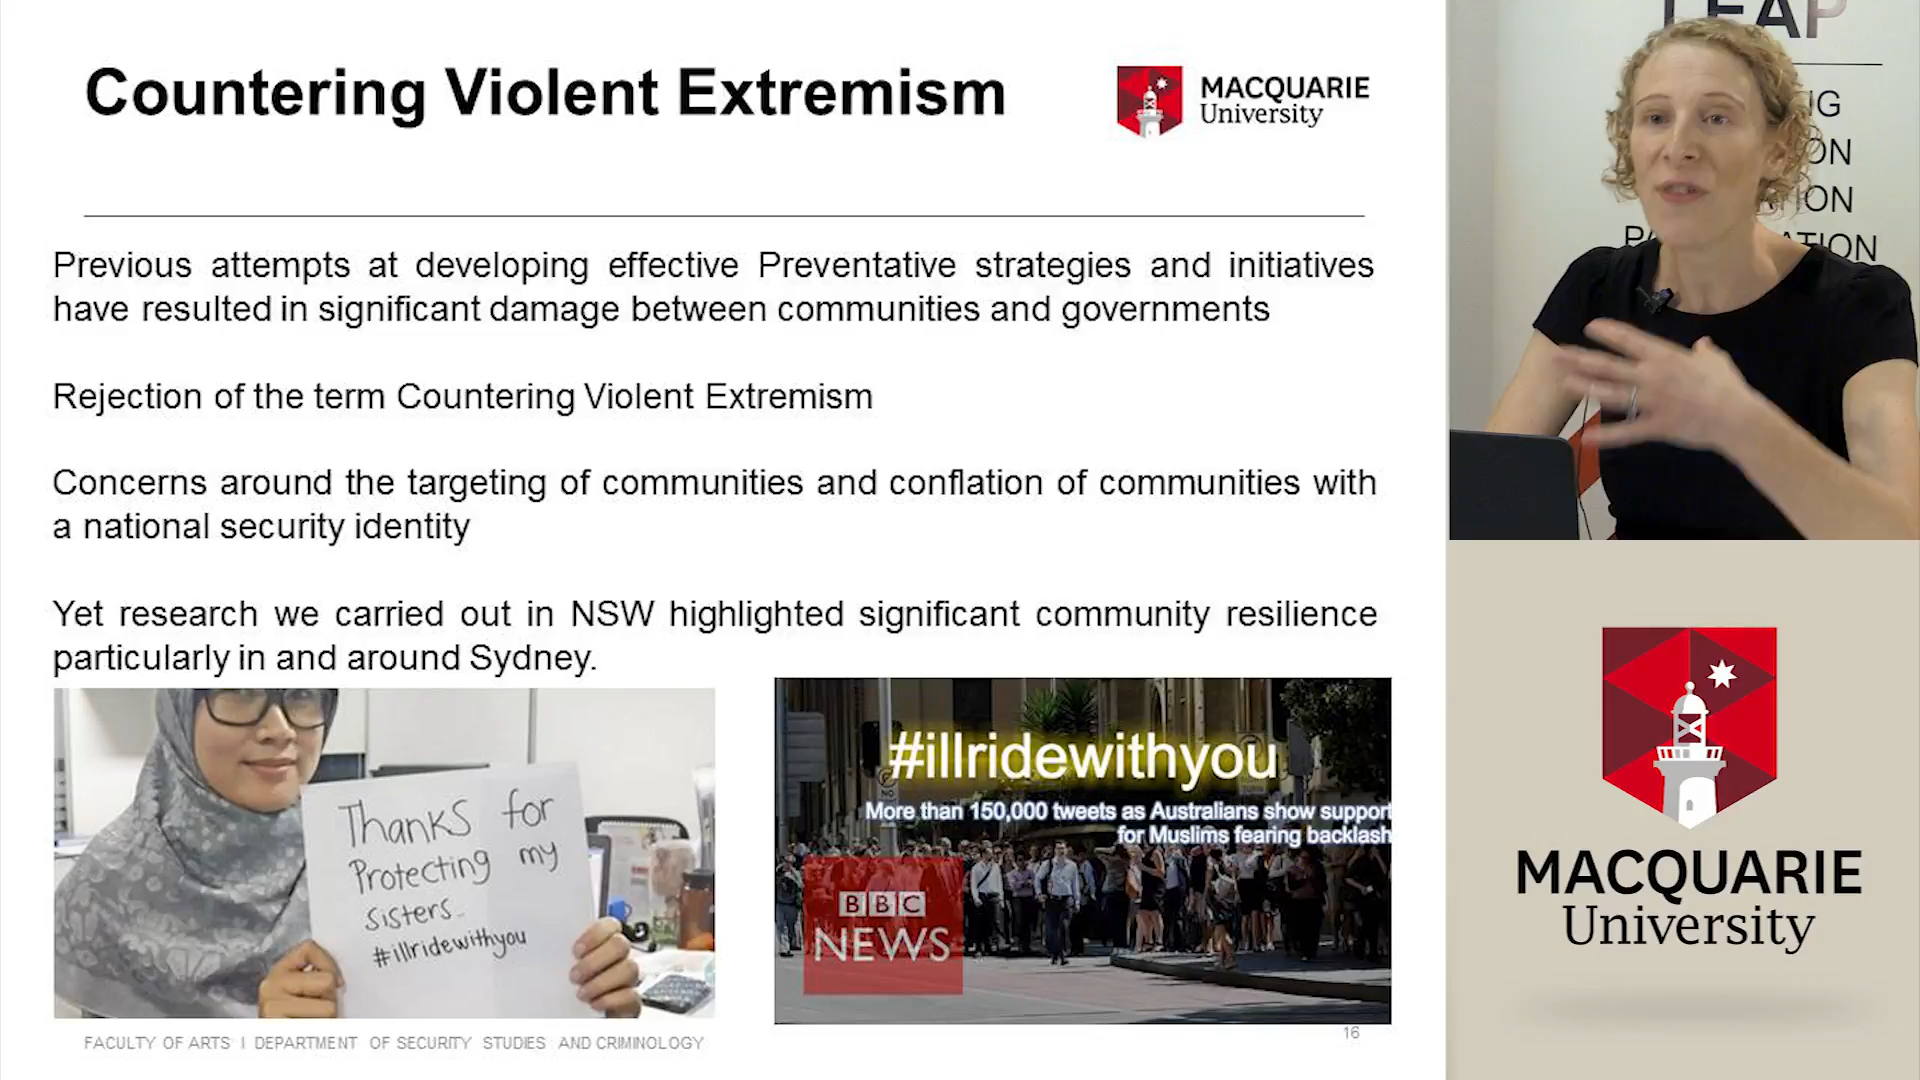 Countering Violent Extremism
MACQUARIE
University
Previous attempts at developing effective Preventative strategies and initiatives
have resulted in significant damage between communities and governments
Rejection of the term Countering Violent Extremism
Concerns around the targeting of communities and conflation of communities with
a national security identity
Yet research we carried out in NSW highlighted significant community resilience
particularly in and around Sydney.
Thanks for
Protecting my
sisters..
#illridewithyou
#illridewithyou
More than 150,000 tweets as Australians show support
for Muslims fearing backlash
BBC
NEWS
NO
FACULTY OF ARTS I DEPARTMENT OF SECURITY STUDIES AND CRIMINOLOGY
16
LEAP
MACQUARIE
University